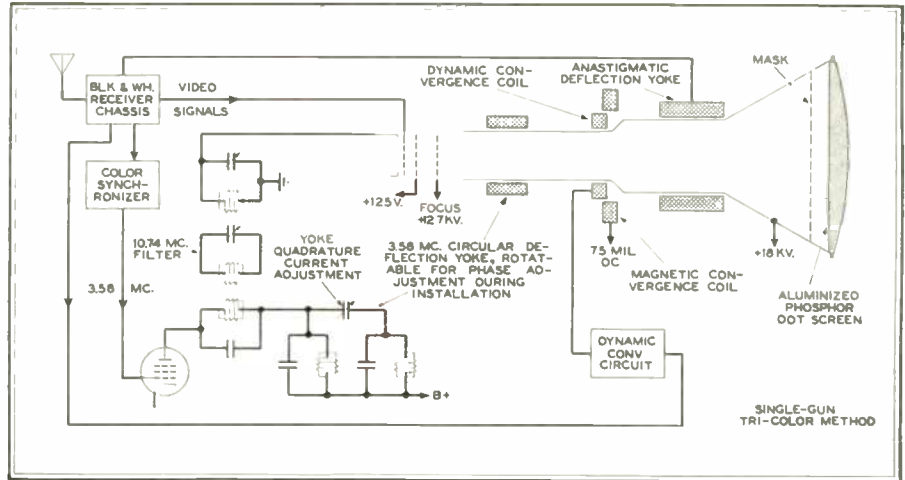 BLK & WH.
RECEIVER
CHASSIS
VIDEO
SIGNALS
COLOR
SYNCH-
RONIZER
10.74 MC.
FILTER
3.58 MC.
YOKE
QUADRATURE
CURRENT
ADJUSTMENT
+125 V.
FOCUS
+12.7KV.
3.58 MC. CIRCULAR DE-
FLECTION YOKE, ROTAT-
ABLE FOR PHASE AD-
JUSTMENT DURING
INSTALLATION
B+
DYNAMIC CON-
VERGENCE COIL
ANASTIGMATIC
DEFLECTION YOKE
MASK
75 MIL
DC
MAGNETIC CON-
VERGENCE COIL
+18 KV.
ALUMINIZED
PHOSPHOR
DOT SCREEN
DYNAMIC
CONV
CIRCUIT
SINGLE-GUN
TRI-COLOR METHOD